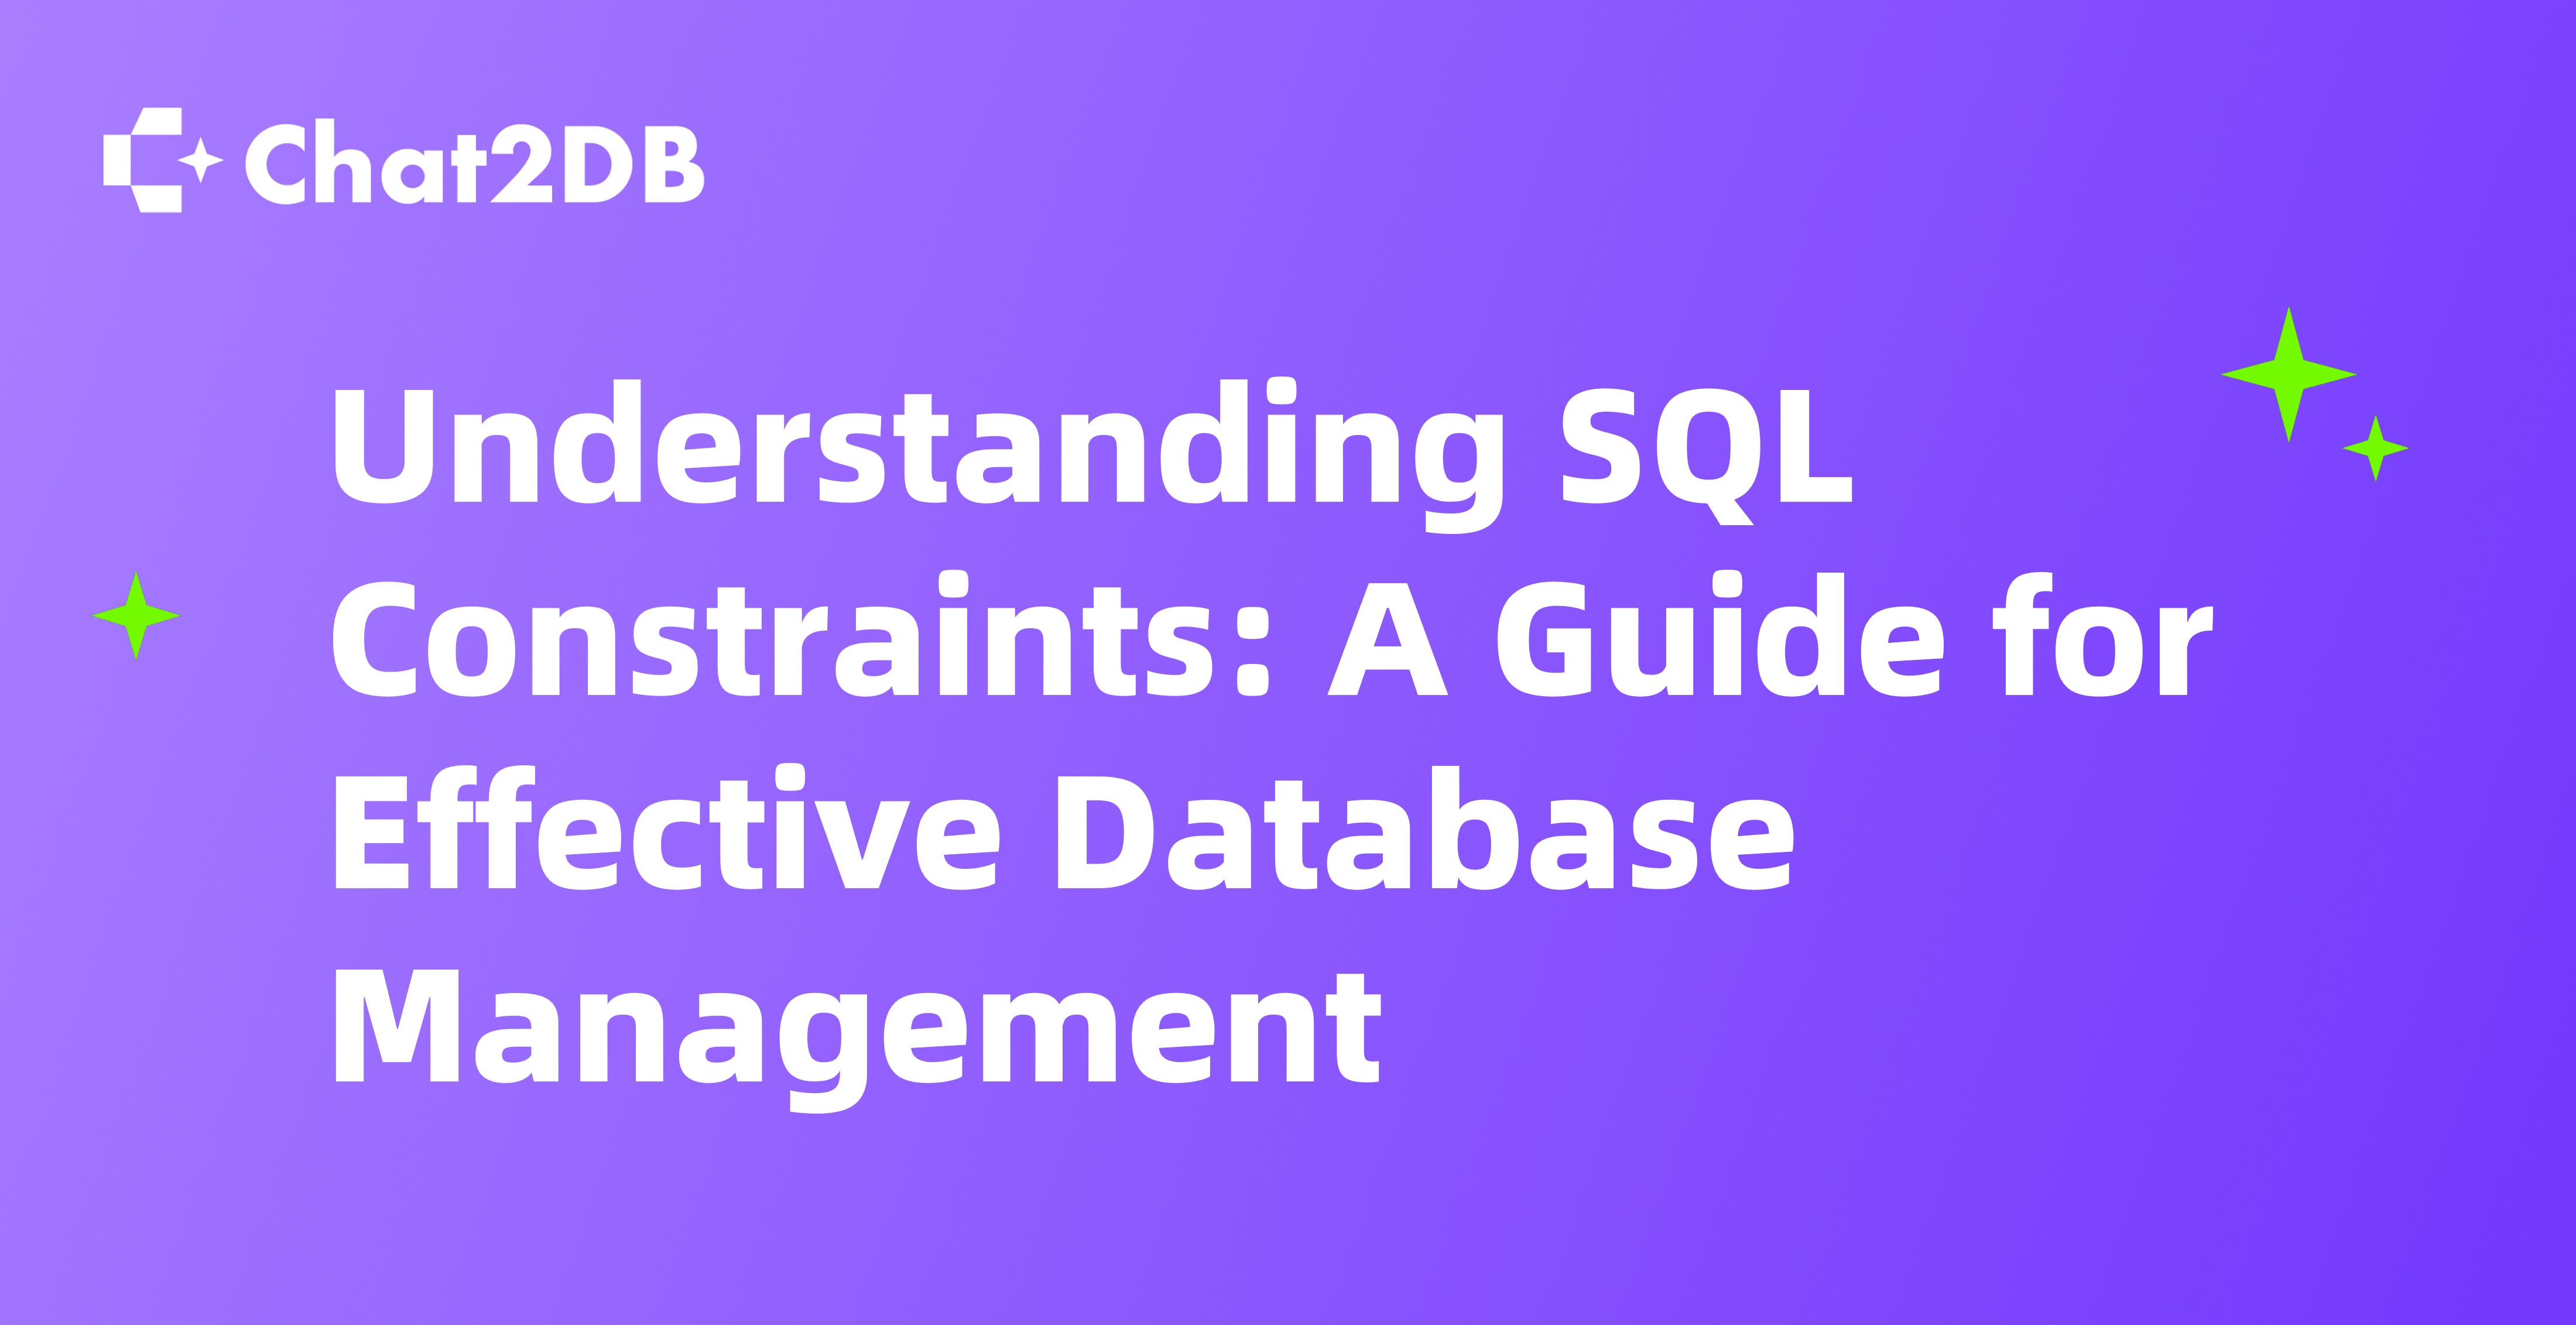 Chat2DB
Understanding SQL
Constraints: A Guide for
Effective Database
Management